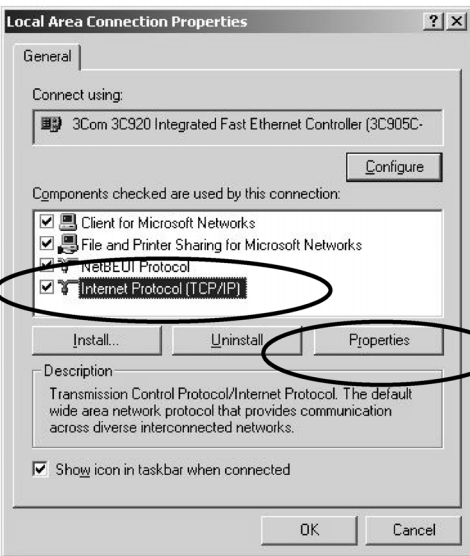 Local Area Connection Properties
General
Connect using:
3Com 3C920 Integrated Fast Ethernet Controller (3C905C-
Configure
Components checked are used by this connection:
Client for Microsoft Networks
File and Printer Sharing for Microsoft Networks
NetBEUI Protocol
Internet Protocol (TCP/IP)
Install... Uninstall Properties
Description
Transmission Control Protocol/Internet Protocol. The default
wide area network protocol that provides communication
across diverse interconnected networks.
Show icon in taskbar when connected
OK Cancel